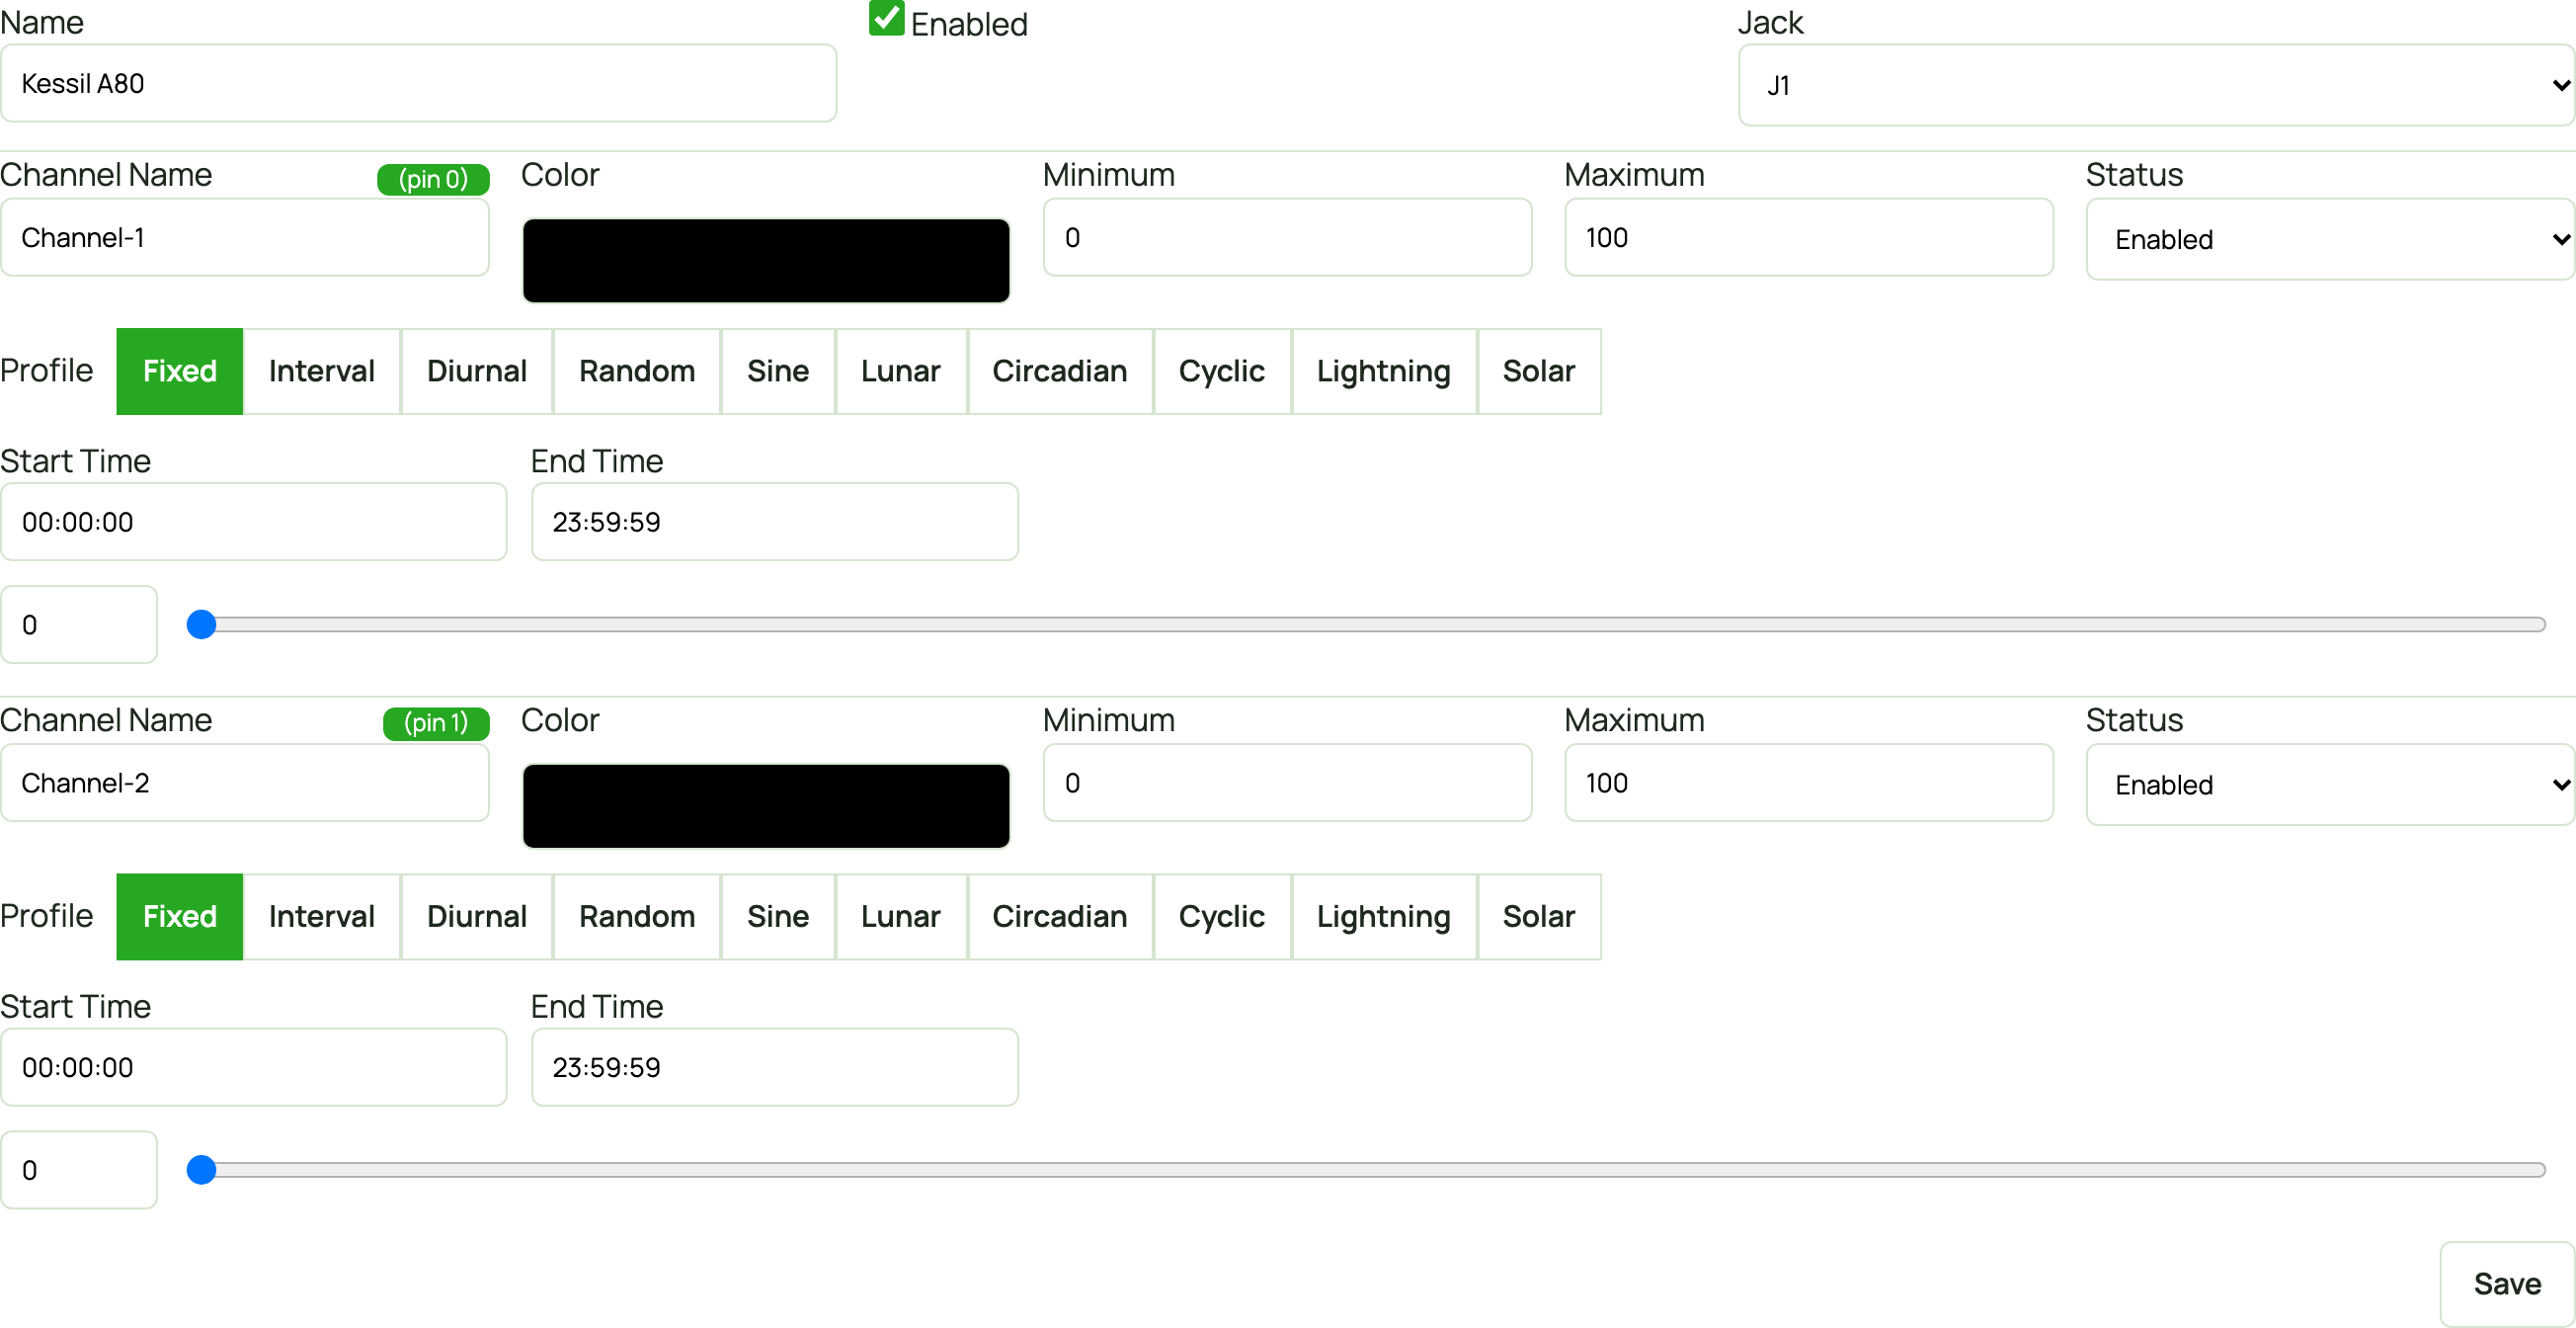 Name
Enabled
Jack
Kessil A80
J1
Channel Name (pin 0) Color Minimum Maximum Status
Channel-1 0 100 Enabled
Profile Fixed Interval Diurnal Random Sine Lunar Circadian Cyclic Lightning Solar
Start Time End Time
00:00:00 23:59:59
0
Channel Name (pin 1) Color Minimum Maximum Status
Channel-2 0 100 Enabled
Profile Fixed Interval Diurnal Random Sine Lunar Circadian Cyclic Lightning Solar
Start Time End Time
00:00:00 23:59:59
0
Save